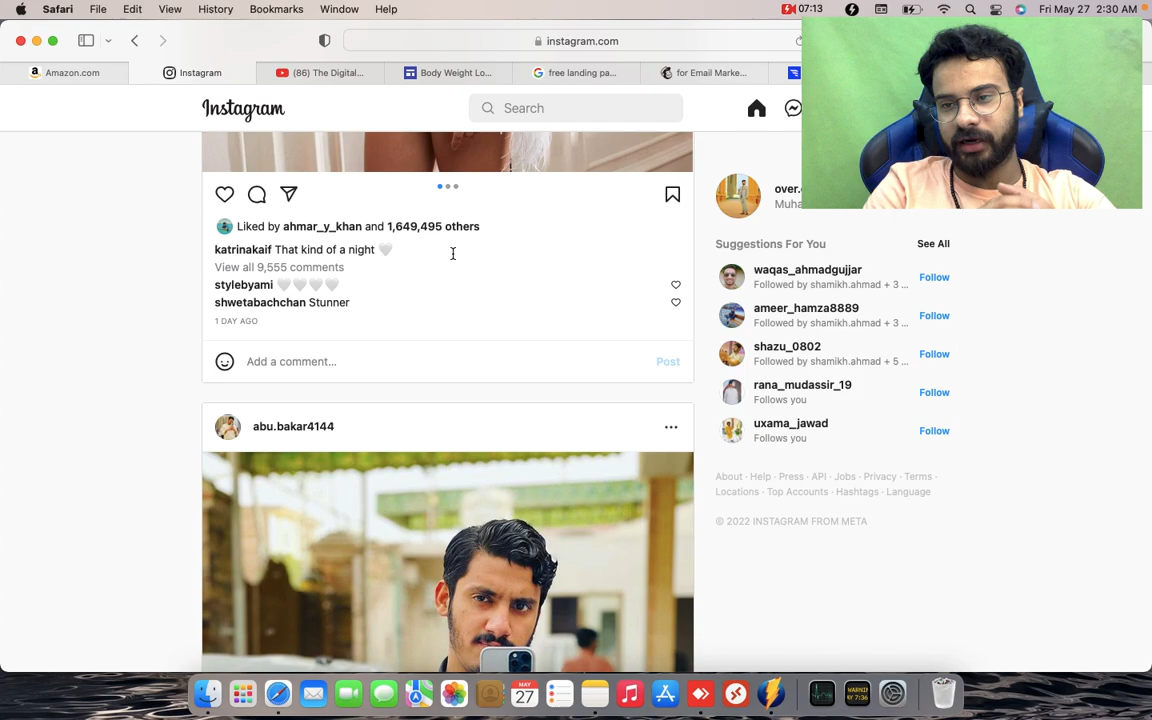 Safari File Edit View History Bookmarks Window Help 07:13 Fri May 27 2:30 AM
instagram.com
Amazon.com Instagram (86) The Digital... Body Weight Lo... free landing pa... for Email Marke...
Instagram Search
over.
Muha
Liked by ahmar_y_khan and 1,649,495 others
katrinakaif That kind of a night 🤍
View all 9,555 comments
stylebyami 🤍🤍🤍🤍
shwetabachchan Stunner
1 DAY AGO
Add a comment... Post
abu.bakar4144
Suggestions For You See All
waqas_ahmadgujjar Follow
Followed by shamikh.ahmad + 3 ...
ameer_hamza8889 Follow
Followed by shamikh.ahmad + 3 ...
shazu_0802 Follow
Followed by shamikh.ahmad + 5 ...
rana_mudassir_19 Follow
Follows you
uxama_jawad Follow
Follows you
About · Help · Press · API · Jobs · Privacy · Terms ·
Locations · Top Accounts · Hashtags · Language
© 2022 INSTAGRAM FROM META
MAY
27